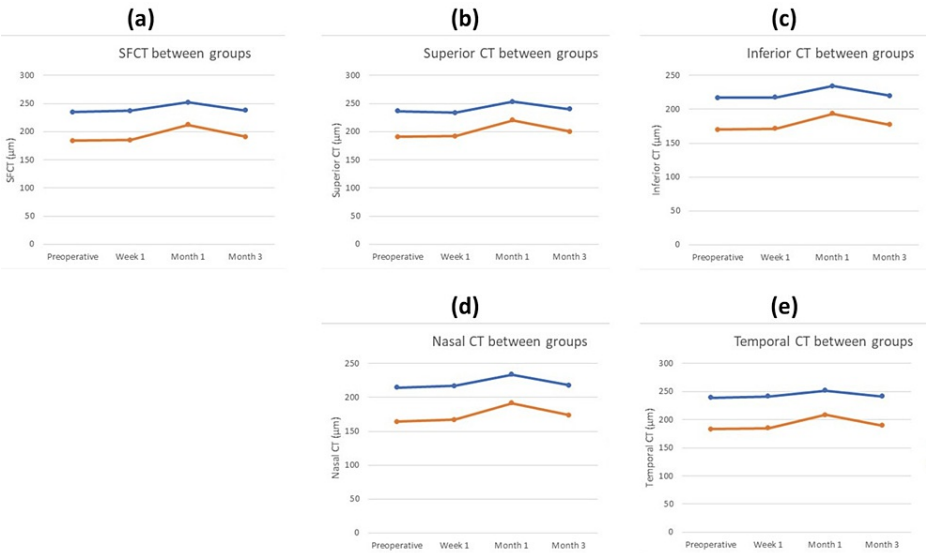 (a)
SFCT between groups
300
250
200
150
100
50
0
SFCT (µm)
Preoperative Week 1 Month 1 Month 3
(b)
Superior CT between groups
300
250
200
150
100
50
0
Superior CT (µm)
Preoperative Week 1 Month 1 Month 3
(c)
Inferior CT between groups
250
200
150
100
50
0
Inferior CT (µm)
Preoperative Week 1 Month 1 Month 3
(d)
Nasal CT between groups
250
200
150
100
50
0
Nasal CT (µm)
Preoperative Week 1 Month 1 Month 3
(e)
Temporal CT between groups
300
250
200
150
100
50
0
Temporal CT (µm)
Preoperative Week 1 Month 1 Month 3